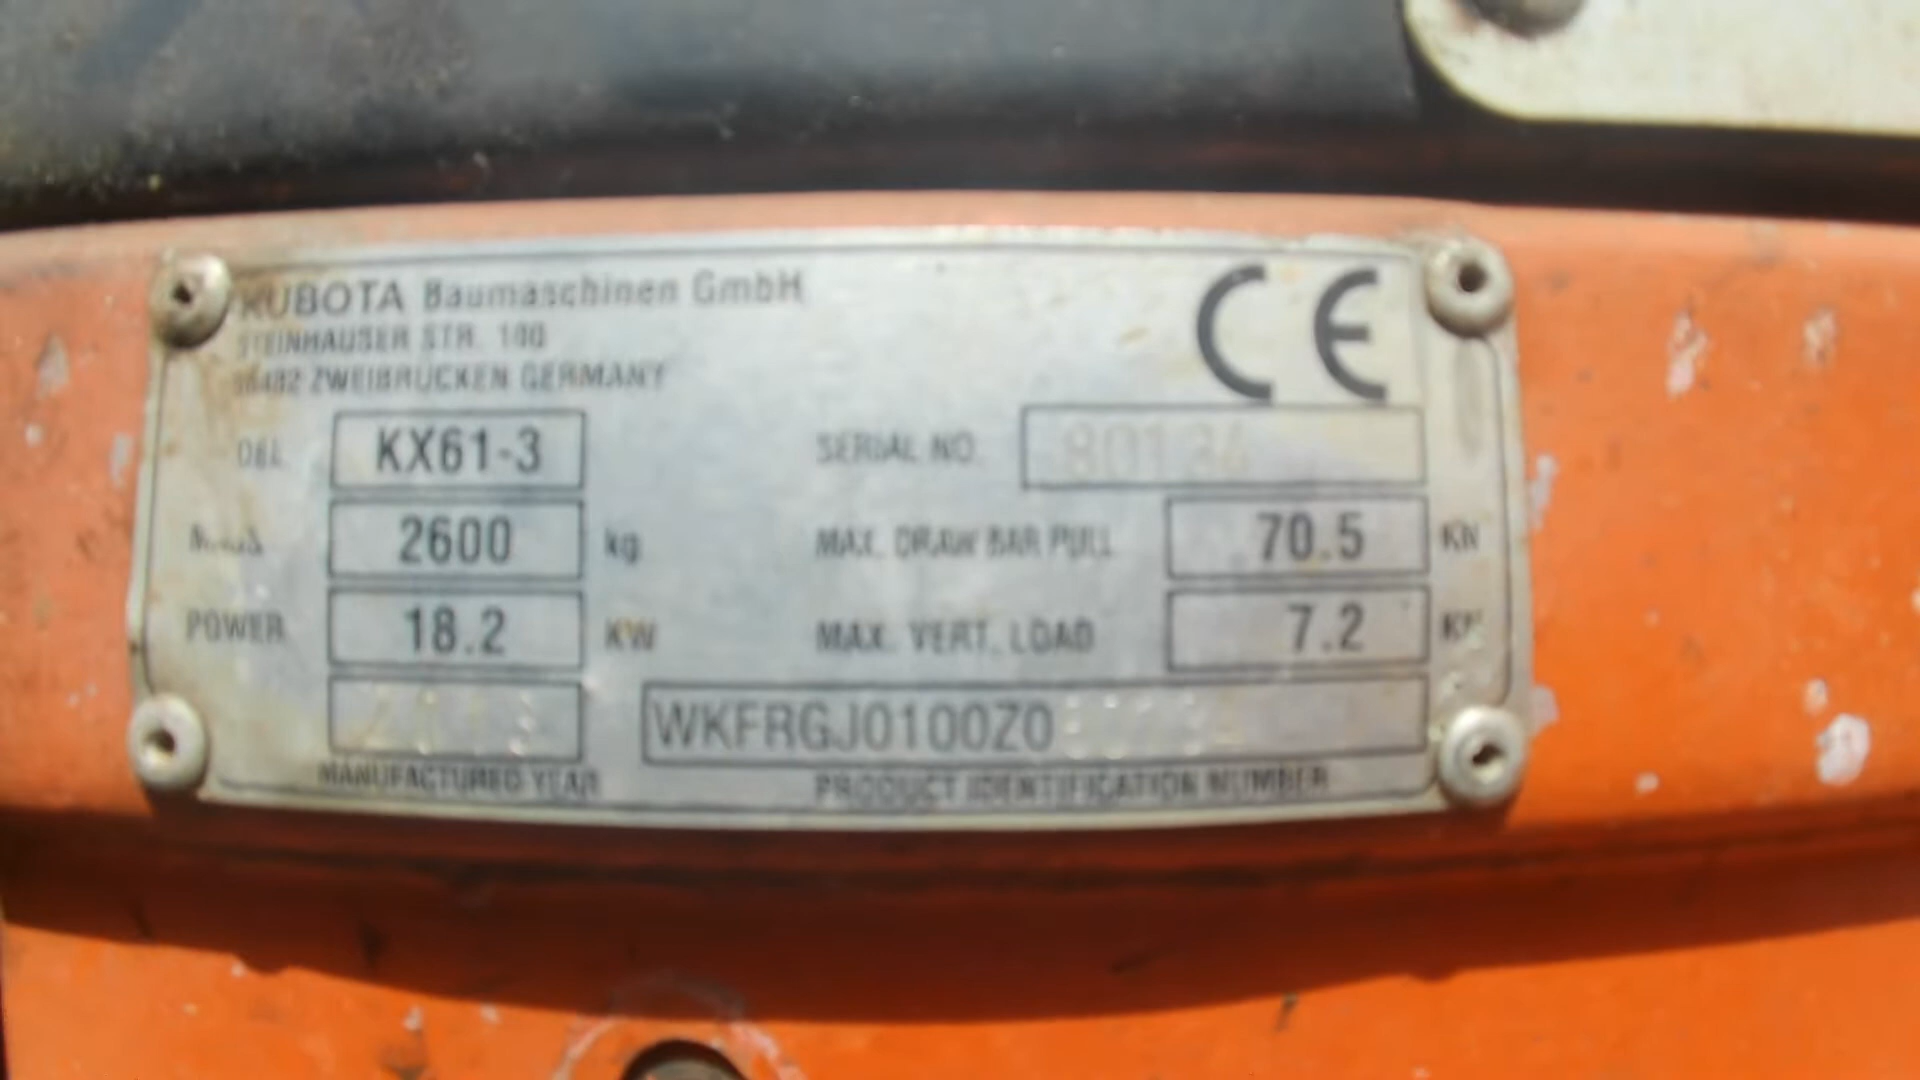 KUBOTA Baumaschinen GmbH
STEINHAUSER STR. 100
ZWEIBRUCKEN GERMANY
CE
KX61-3
SERIAL NO.
2600 kg
MAX. DRAW BAR PULL 70.5 KN
POWER 18.2 KW
MAX. VERT. LOAD 7.2
WKFRGJ0100Z0
MANUFACTURED YEAR
PRODUCT IDENTIFICATION NUMBER